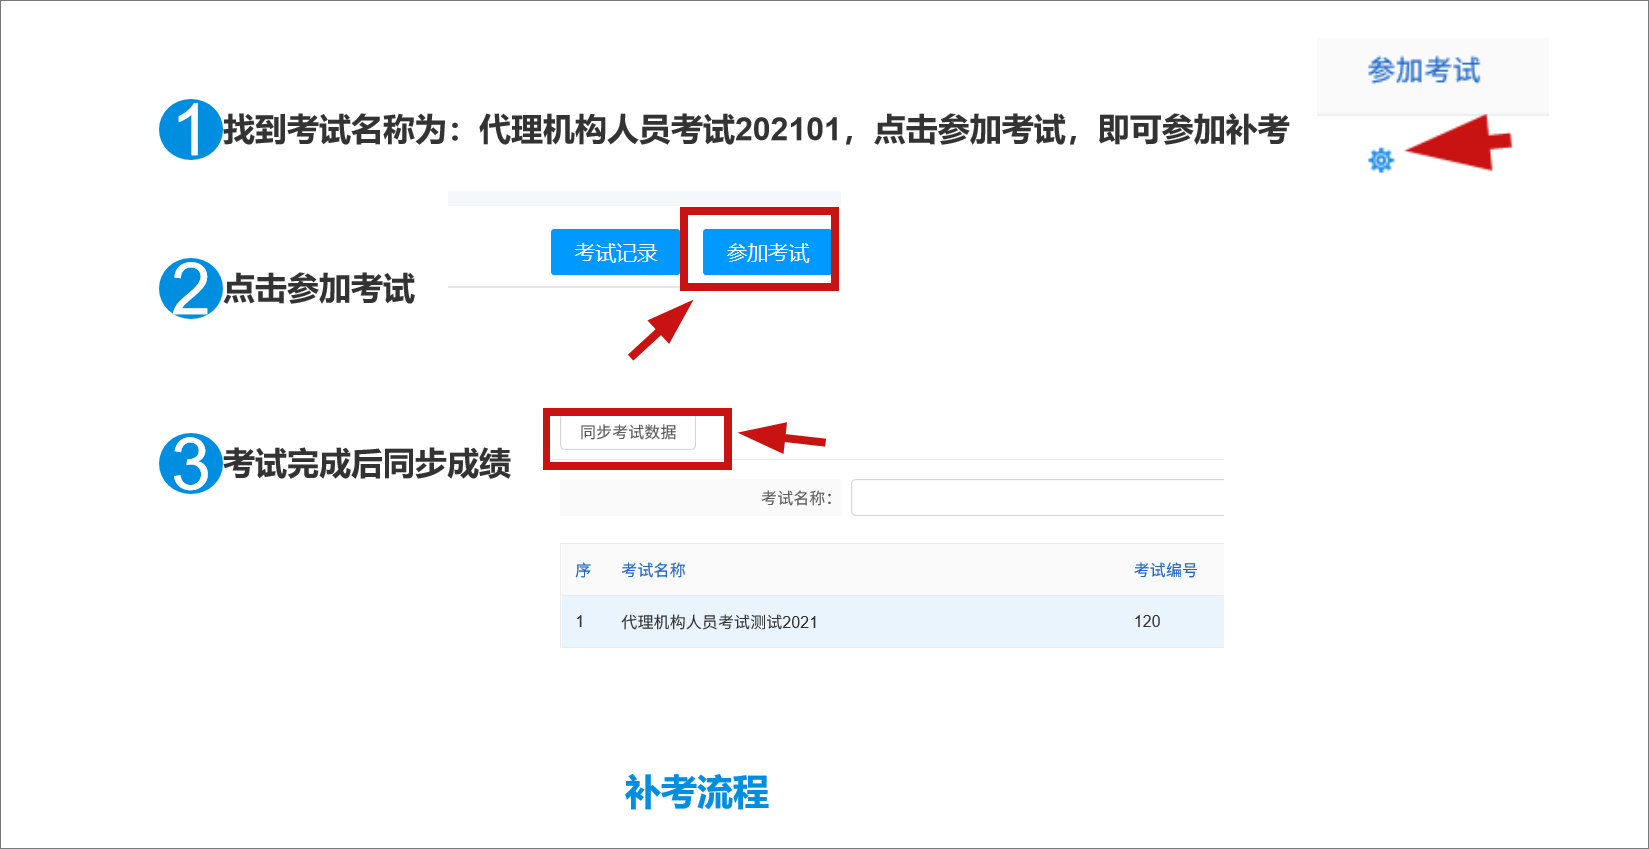 参加考试
1找到考试名称为：代理机构人员考试202101，点击参加考试，即可参加补考
考试记录 参加考试
2点击参加考试
同步考试数据
3考试完成后同步成绩
考试名称：
序 考试名称 考试编号
1 代理机构人员考试测试2021 120
补考流程